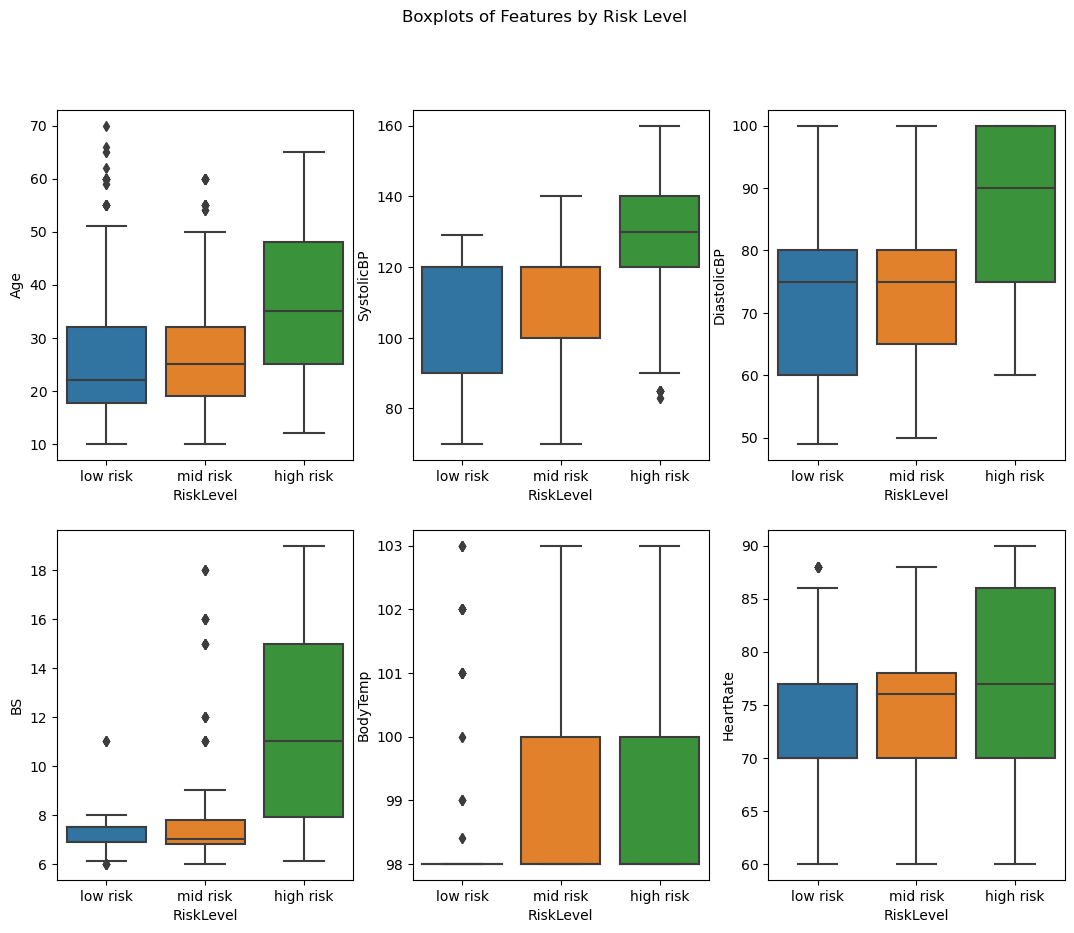 Boxplots of Features by Risk Level
70
60
50
40
30
20
10
Age
low risk mid risk high risk
RiskLevel
160
140
120
100
80
SystolicBP
low risk mid risk high risk
RiskLevel
100
90
80
70
60
50
DiastolicBP
low risk mid risk high risk
RiskLevel
18
16
14
12
10
8
6
BS
low risk mid risk high risk
RiskLevel
103
102
101
100
99
98
BodyTemp
low risk mid risk high risk
RiskLevel
90
85
80
75
70
65
60
HeartRate
low risk mid risk high risk
RiskLevel